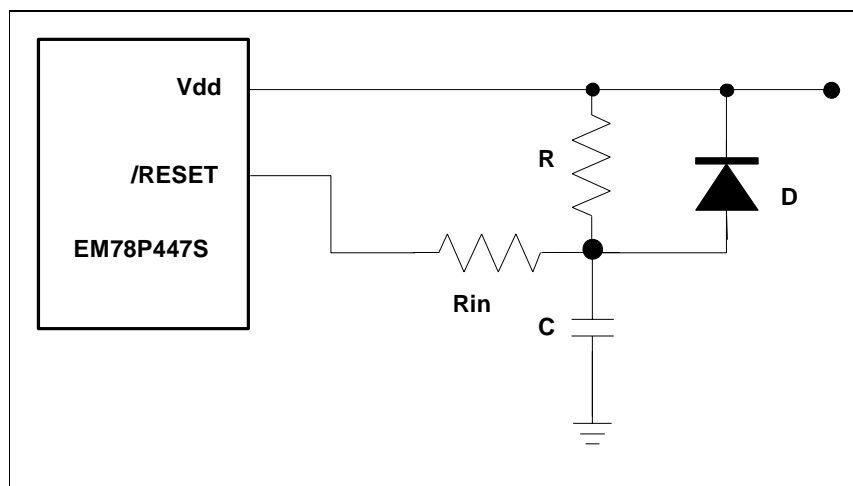 Vdd
R
/RESET
D
EM78P447S
Rin
C